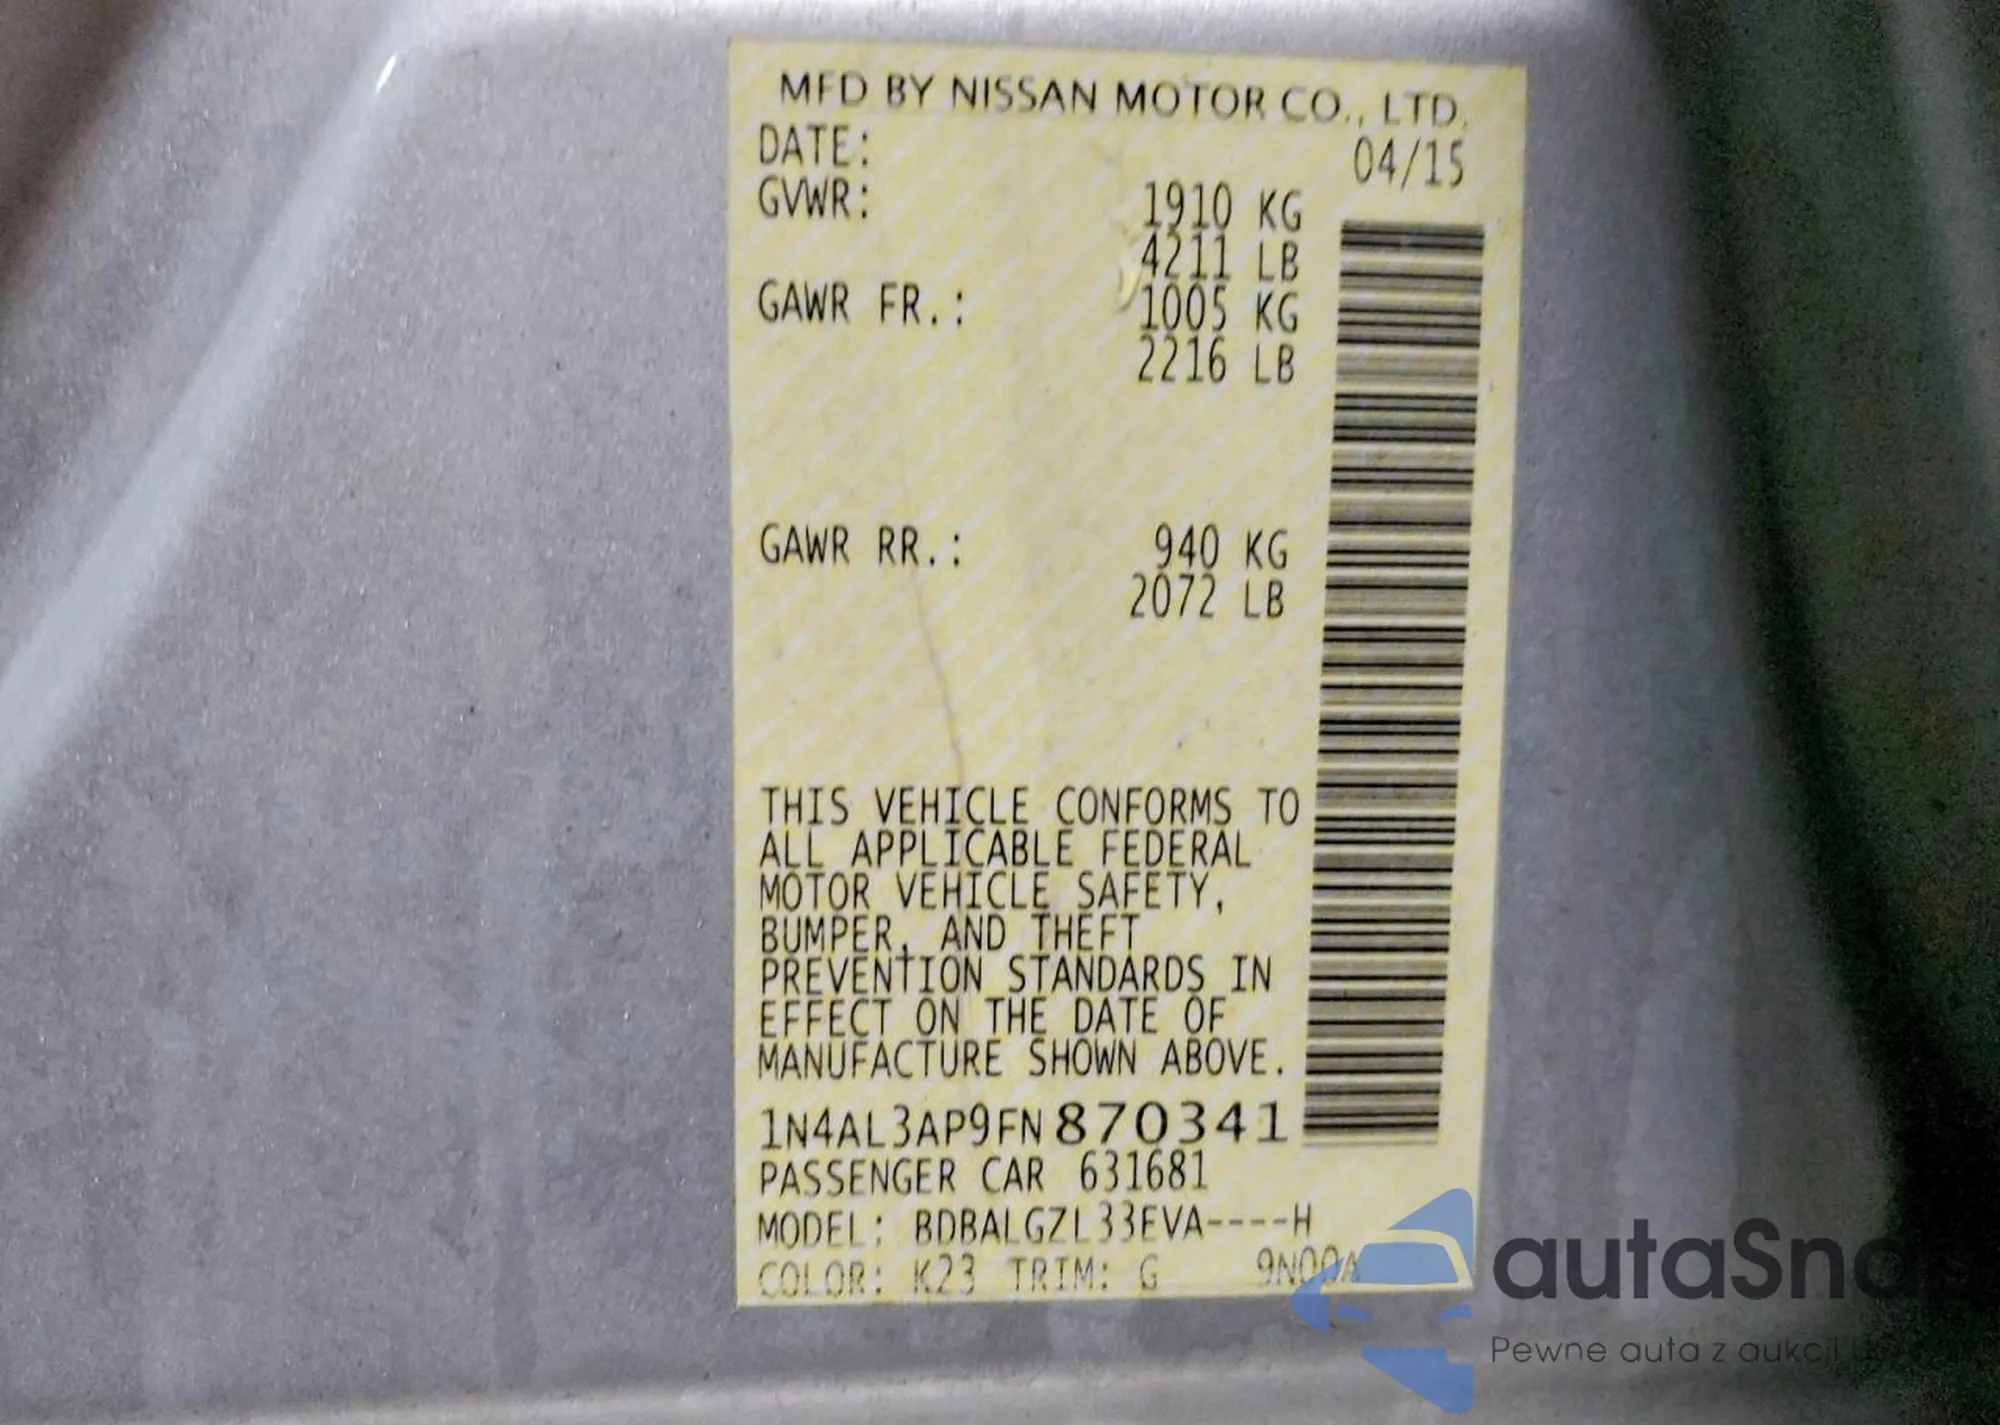 MFD BY NISSAN MOTOR CO., LTD.
DATE: 04/15
GVWR: 1910 KG
4211 LB
GAWR FR.: 1005 KG
2216 LB
GAWR RR.: 940 KG
2072 LB
THIS VEHICLE CONFORMS TO
ALL APPLICABLE FEDERAL
MOTOR VEHICLE SAFETY,
BUMPER, AND THEFT
PREVENTION STANDARDS IN
EFFECT ON THE DATE OF
MANUFACTURE SHOWN ABOVE.
1N4AL3AP9FN870341
PASSENGER CAR 631681
MODEL: BDBALGZL33EVA----H
COLOR: K23 TRIM: G 9N00A
autaSna
Pewne auta z aukcji